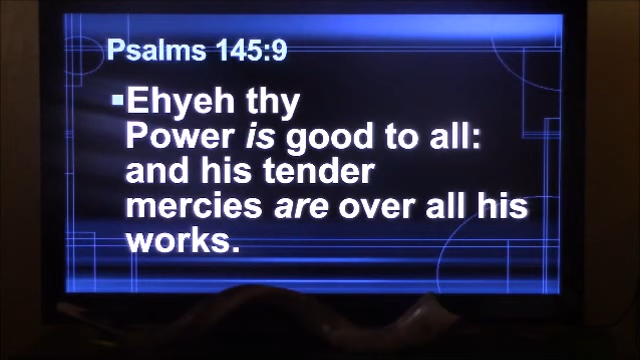 Psalms 145:9
Ehyeh thy
Power is good to all:
and his tender
mercies are over all his
works.